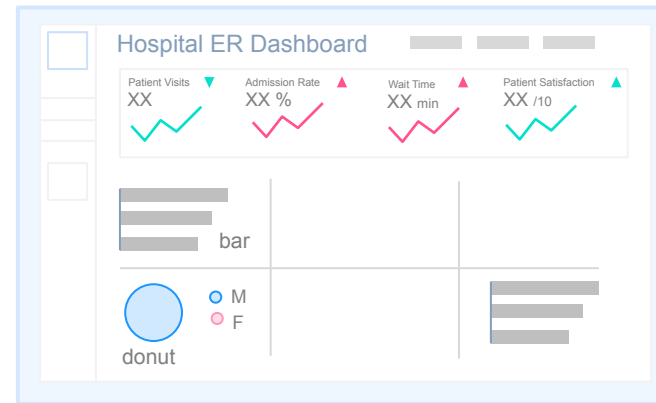 Hospital ER Dashboard
Patient Visits
XX
Admission Rate
XX %
Wait Time
XX min
Patient Satisfaction
XX /10
bar
M
F
donut